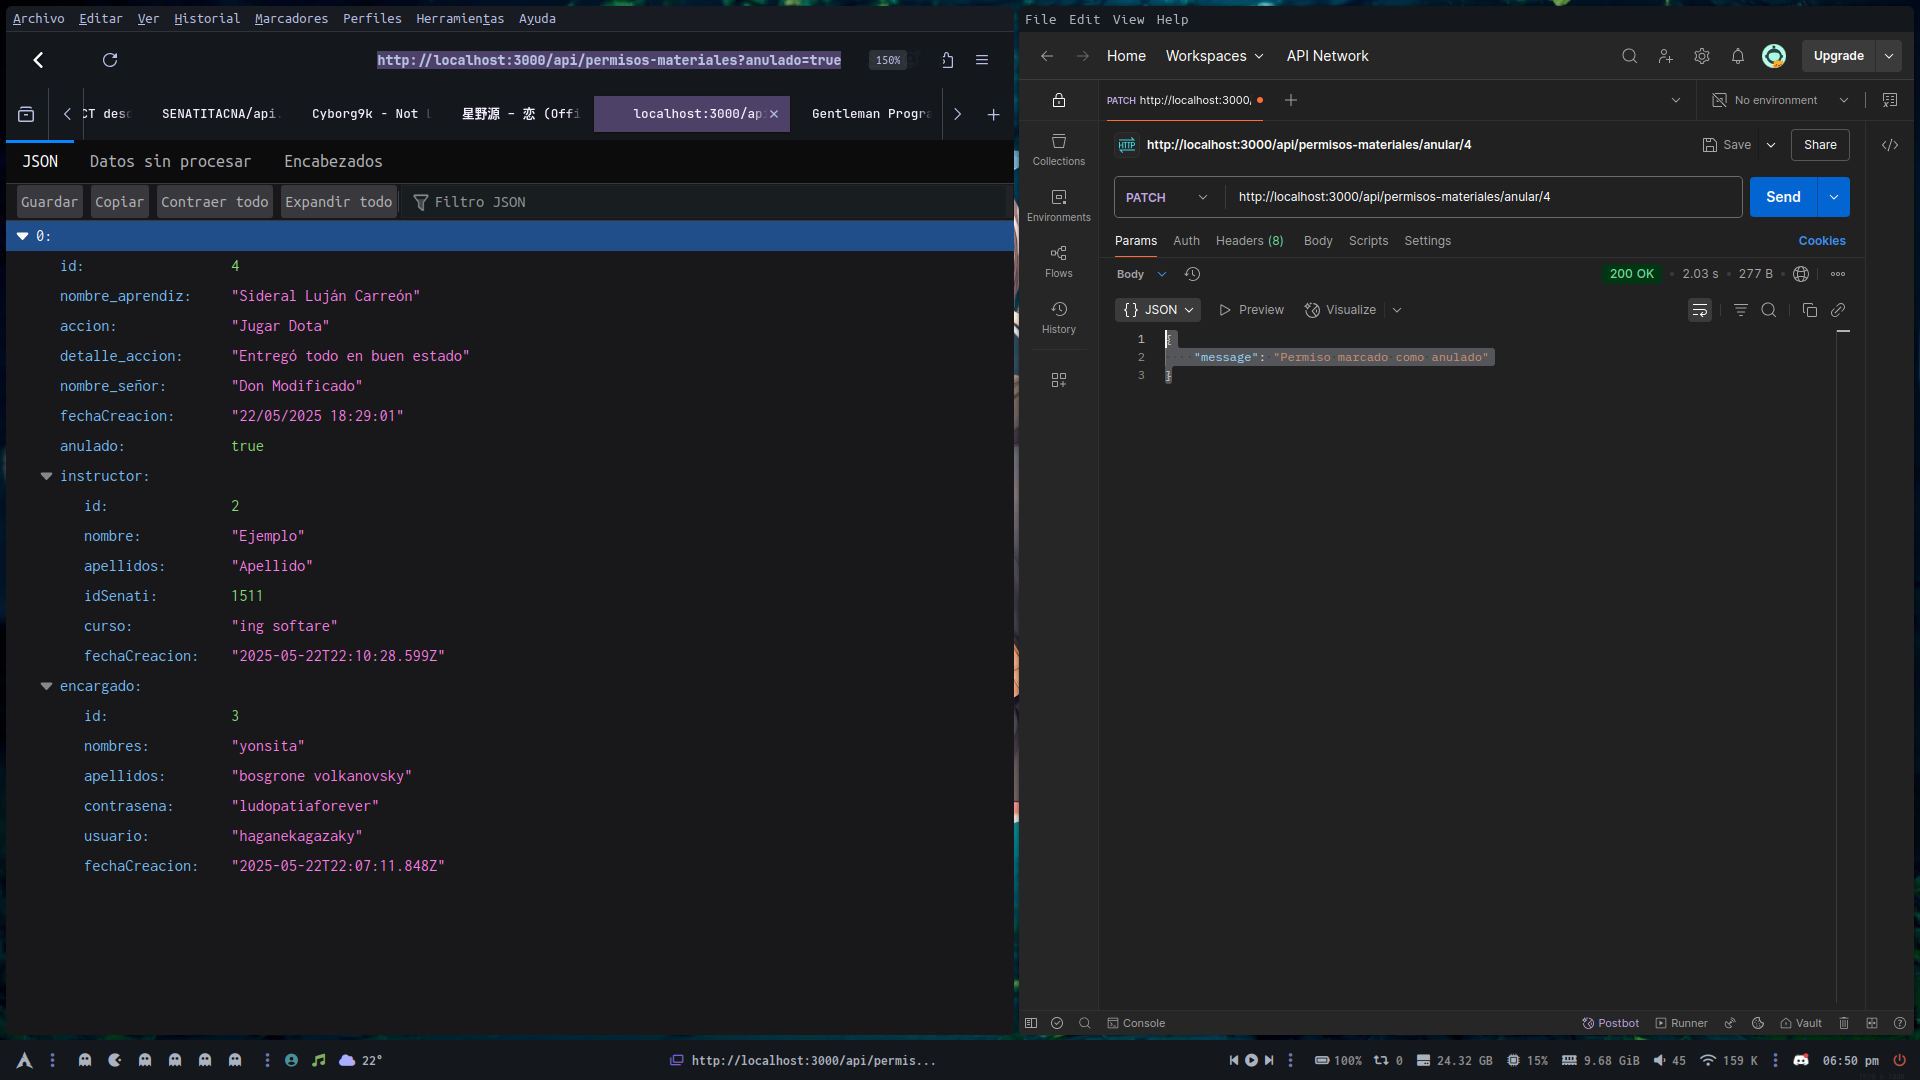 Archivo Editar Ver Historial Marcadores Perfiles Herramientas Ayuda
http://localhost:3000/api/permisos-materiales?anulado=true 150%
CT desc SENATITACNA/api. Cyborg9k - Not 星野源 - 恋 (Offi localhost:3000/ap Gentleman Progra
JSON Datos sin procesar Encabezados
Guardar Copiar Contraer todo Expandir todo Filtro JSON
0:
id: 4
nombre_aprendiz: "Sideral Luján Carreón"
accion: "Jugar Dota"
detalle_accion: "Entregó todo en buen estado"
nombre_señor: "Don Modificado"
fechaCreacion: "22/05/2025 18:29:01"
anulado: true
instructor:
id: 2
nombre: "Ejemplo"
apellidos: "Apellido"
idSenati: 1511
curso: "ing softare"
fechaCreacion: "2025-05-22T22:10:28.599Z"
encargado:
id: 3
nombres: "yonsita"
apellidos: "bosgrone volkanovsky"
contrasena: "ludopatiaforever"
usuario: "haganekagazaky"
fechaCreacion: "2025-05-22T22:07:11.848Z"
File Edit View Help
Home Workspaces API Network Upgrade
PATCH http://localhost:3000, No environment
HTTP http://localhost:3000/api/permisos-materiales/anular/4 Save Share
Collections
Environments
Flows
History
PATCH http://localhost:3000/api/permisos-materiales/anular/4 Send
Params Auth Headers (8) Body Scripts Settings Cookies
Body 200 OK 2.03 s 277 B
{} JSON Preview Visualize
1 {
2 "message": "Permiso marcado como anulado"
3 }
Console Postbot Runner Vault
22° http://localhost:3000/api/permis... 100% 0 24.32 GB 15% 9.68 GiB 45 159 K 06:50 pm